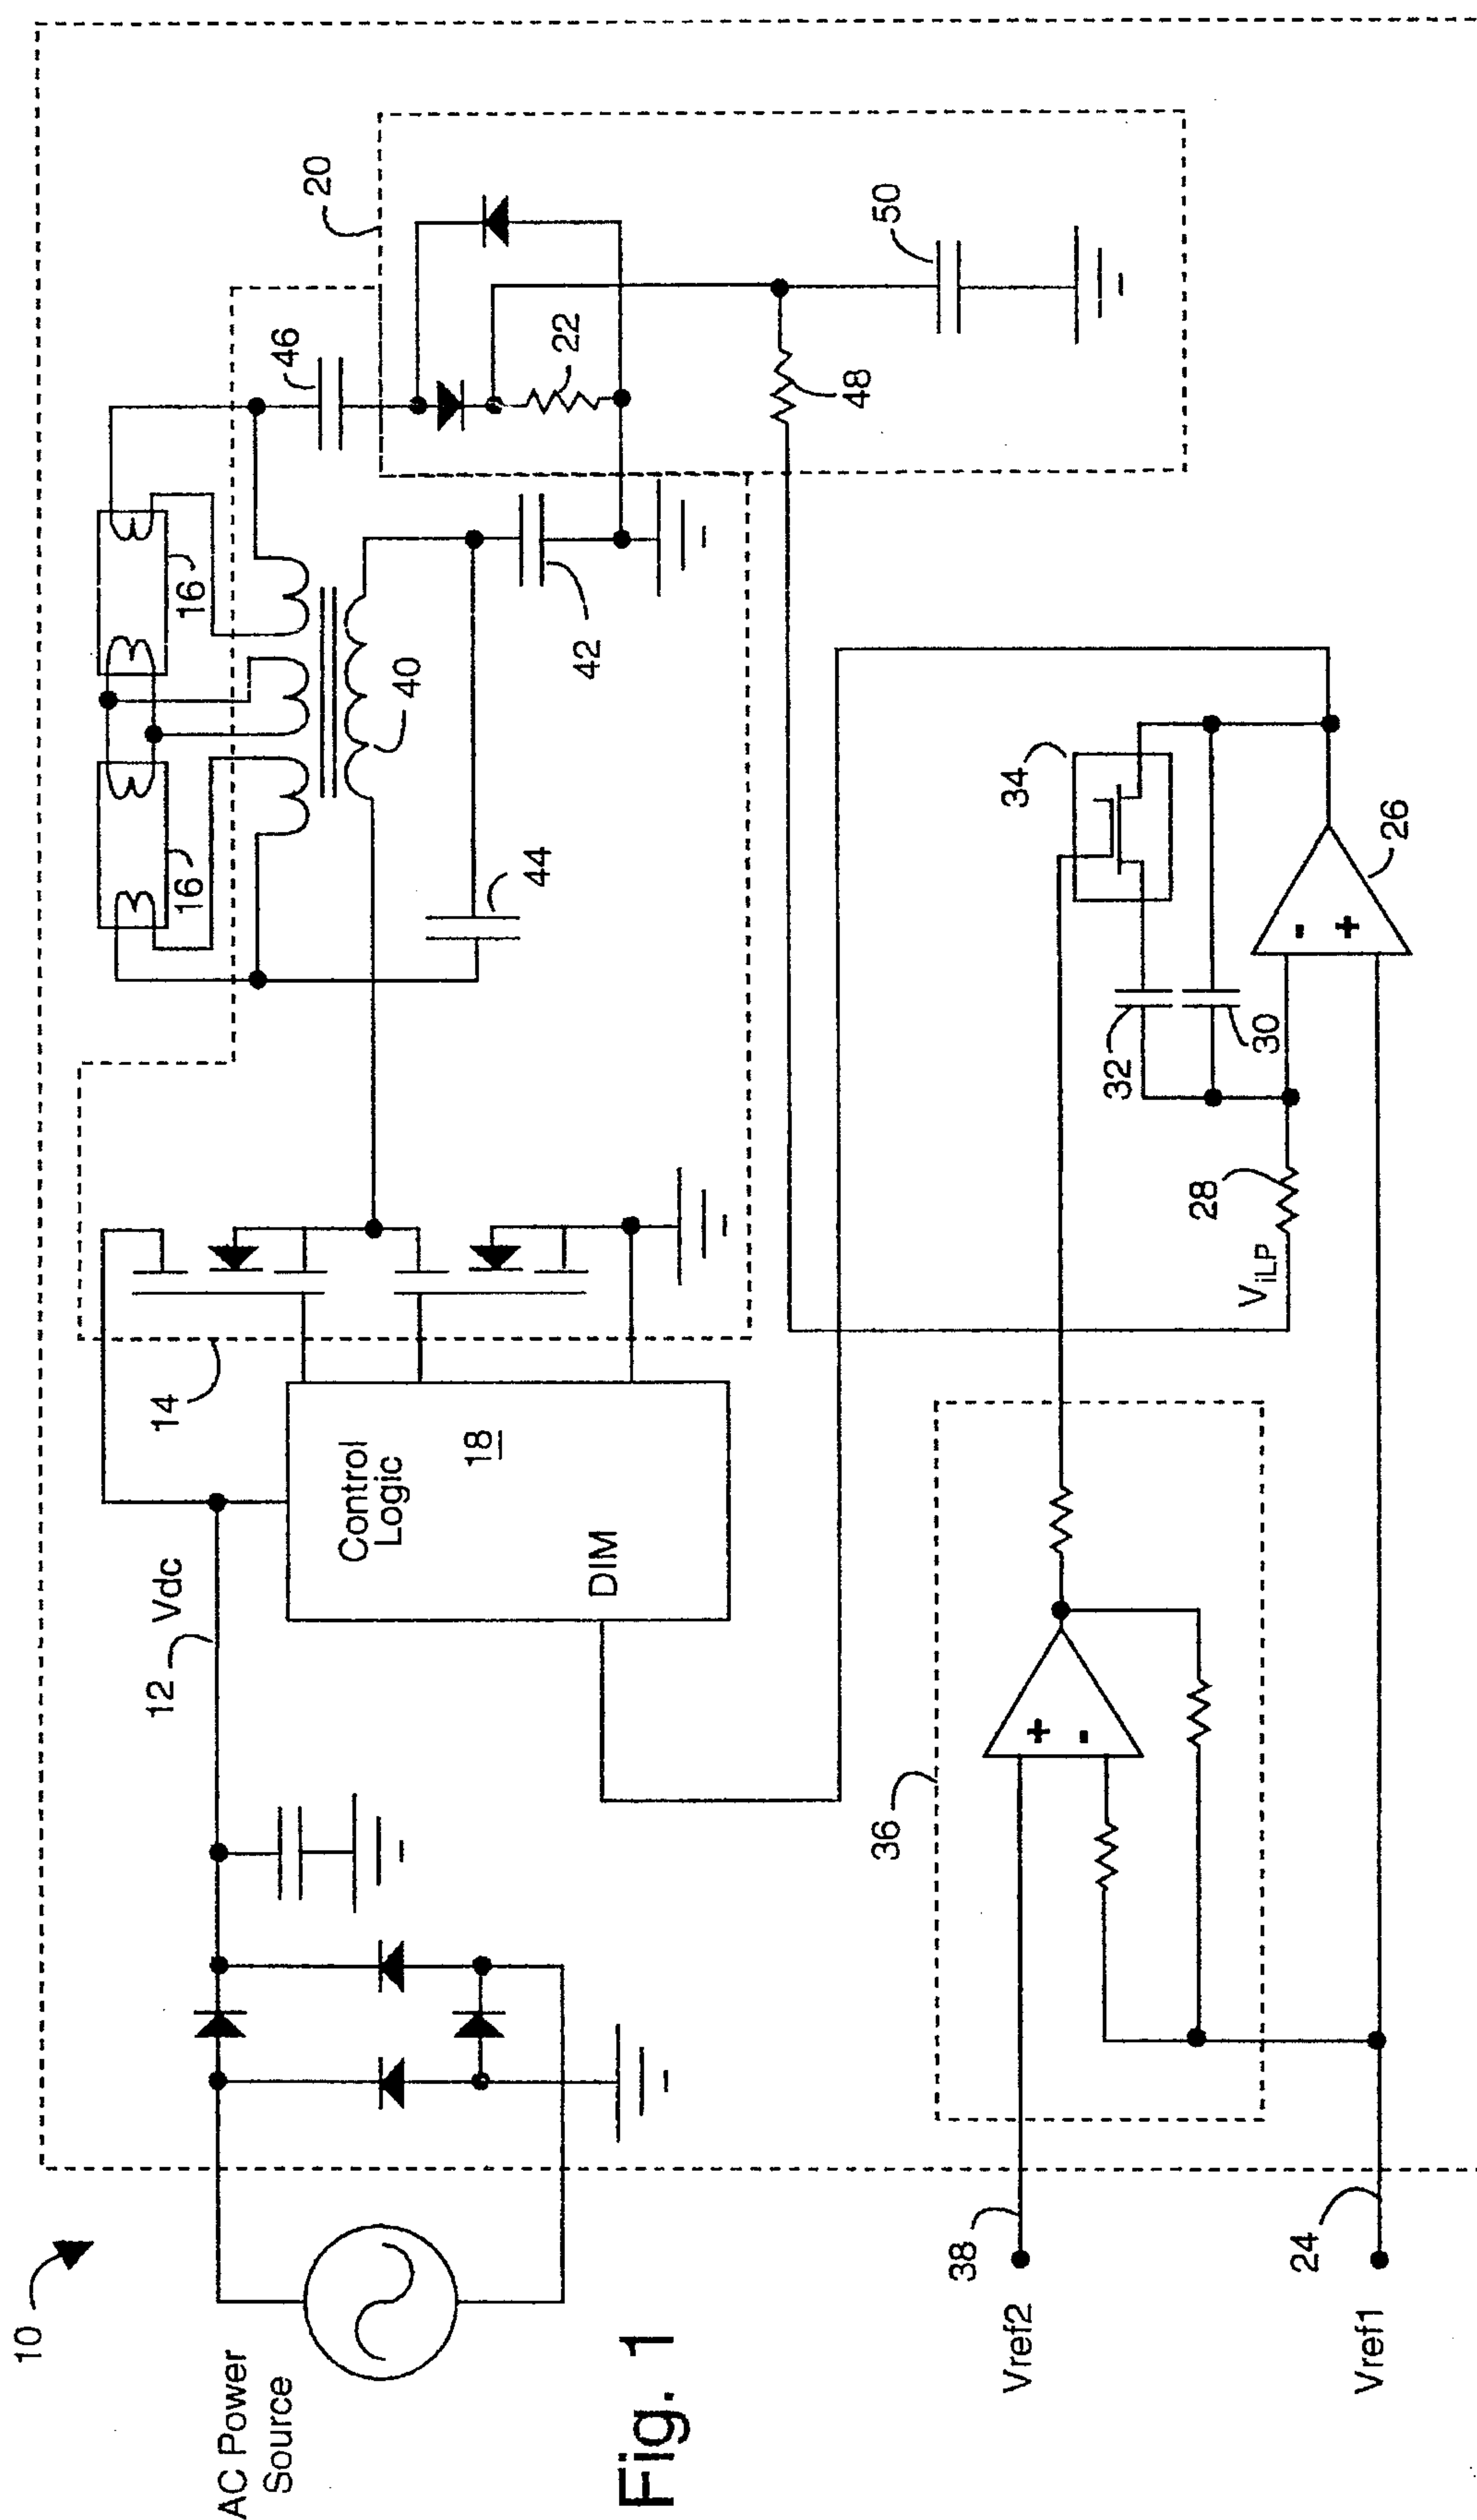 10
AC Power
Source
12
Vdc
14
Control
Logic
18
DIM
16
16
40
44
42
46
20
22
48
50
36
38
Vref2
24
Vref1
ViLP
28
32
30
34
26
+
-
-
+
Fig. 1